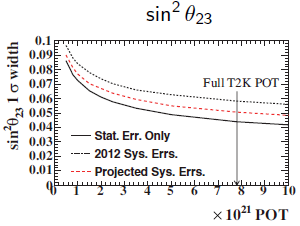 sin² θ₂₃
sin²θ₂₃ 1 σ width
0.1
0.09
0.08
0.07
0.06
0.05
0.04
0.03
0.02
0.01
0
Full T2K POT
Stat. Err. Only
2012 Sys. Errs.
Projected Sys. Errs.
0 1 2 3 4 5 6 7 8 9 10
×10²¹ POT